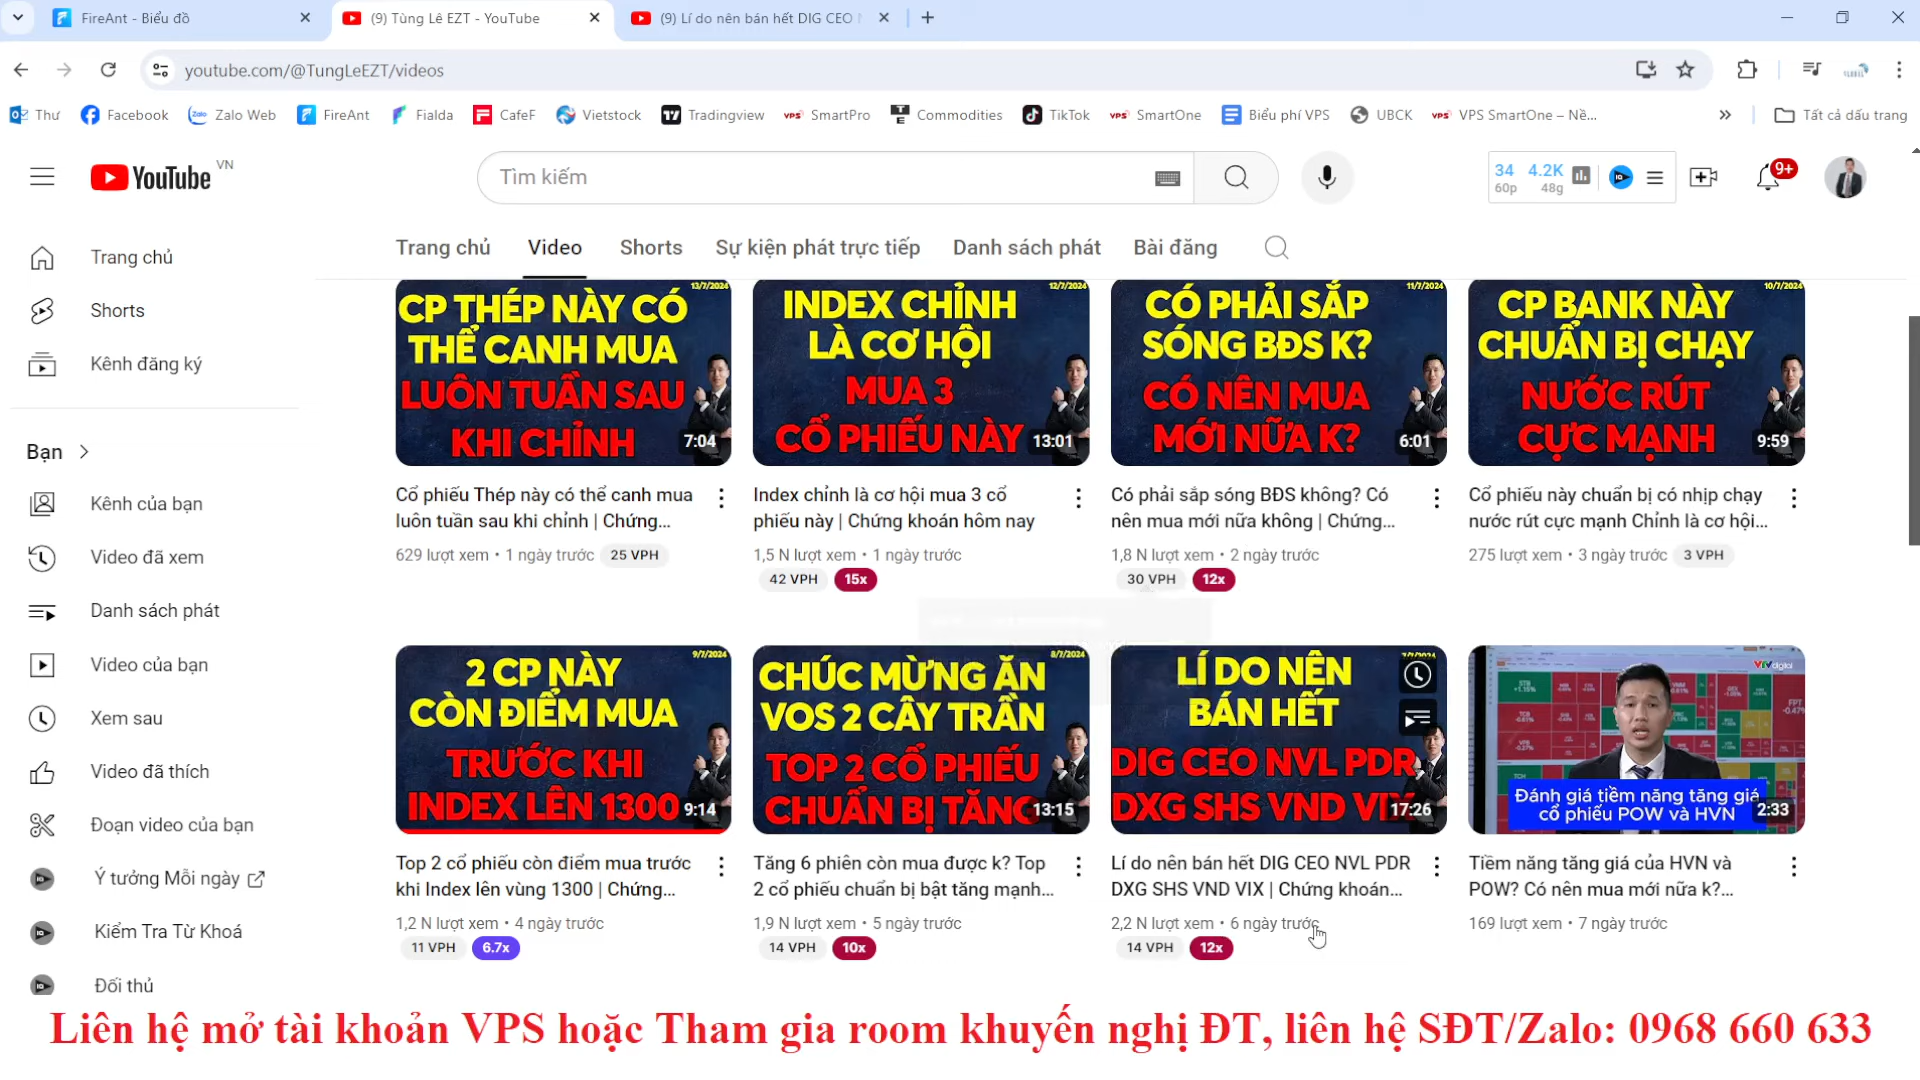 FireAnt - Biểu đồ
(9) Tùng Lê EZT - YouTube
(9) Lí do nên bán hết DIG CEO
youtube.com/@TungLeEZT/videos
Thư
Facebook
Zalo Web
FireAnt
Fialda
CafeF
Vietstock
Tradingview
SmartPro
Commodities
TikTok
SmartOne
Biểu phí VPS
UBCK
VPS SmartOne – Nề...
Tất cả dấu trang
YouTube VN
Tìm kiếm
34 4.2K
60p 48g
9+
Trang chủ
Video
Shorts
Sự kiện phát trực tiếp
Danh sách phát
Bài đăng
Trang chủ
Shorts
Kênh đăng ký
Bạn
Kênh của bạn
Video đã xem
Danh sách phát
Video của bạn
Xem sau
Video đã thích
Đoạn video của bạn
Ý tưởng Mỗi ngày
Kiểm Tra Từ Khoá
Đối thủ
13/7/2024
CP THÉP NÀY CÓ
THỂ CANH MUA
LUÔN TUẦN SAU
KHI CHỈNH
7:04
Cổ phiếu Thép này có thể canh mua
luôn tuần sau khi chỉnh | Chứng...
629 lượt xem • 1 ngày trước 25 VPH
12/7/2024
INDEX CHỈNH
LÀ CƠ HỘI
MUA 3
CỔ PHIẾU NÀY
13:01
Index chỉnh là cơ hội mua 3 cổ
phiếu này | Chứng khoán hôm nay
1,5 N lượt xem • 1 ngày trước
42 VPH 15x
11/7/2024
CÓ PHẢI SẮP
SÓNG BĐS K?
CÓ NÊN MUA
MỚI NỮA K?
6:01
Có phải sắp sóng BĐS không? Có
nên mua mới nữa không | Chứng...
1,8 N lượt xem • 2 ngày trước
30 VPH 12x
10/7/2024
CP BANK NÀY
CHUẨN BỊ CHẠY
NƯỚC RÚT
CỰC MẠNH
9:59
Cổ phiếu này chuẩn bị có nhịp chạy
nước rút cực mạnh Chỉnh là cơ hội...
275 lượt xem • 3 ngày trước 3 VPH
9/7/2024
2 CP NÀY
CÒN ĐIỂM MUA
TRƯỚC KHI
INDEX LÊN 1300
9:14
Top 2 cổ phiếu còn điểm mua trước
khi Index lên vùng 1300 | Chứng...
1,2 N lượt xem • 4 ngày trước
11 VPH 6.7x
8/7/2024
CHÚC MỪNG ĂN
VOS 2 CÂY TRẦN
TOP 2 CỔ PHIẾU
CHUẨN BỊ TĂNG
13:15
Tăng 6 phiên còn mua được k? Top
2 cổ phiếu chuẩn bị bật tăng mạnh...
1,9 N lượt xem • 5 ngày trước
14 VPH 10x
LÍ DO NÊN
BÁN HẾT
DIG CEO NVL PDR
DXG SHS VND VIX
17:26
Lí do nên bán hết DIG CEO NVL PDR
DXG SHS VND VIX | Chứng khoán...
2,2 N lượt xem • 6 ngày trước
14 VPH 12x
VTVdigital
Đánh giá tiềm năng tăng giá
cổ phiếu POW và HVN
2:33
Tiềm năng tăng giá của HVN và
POW? Có nên mua mới nữa k?...
169 lượt xem • 7 ngày trước
Liên hệ mở tài khoản VPS hoặc Tham gia room khuyến nghị ĐT, liên hệ SĐT/Zalo: 0968 660 633